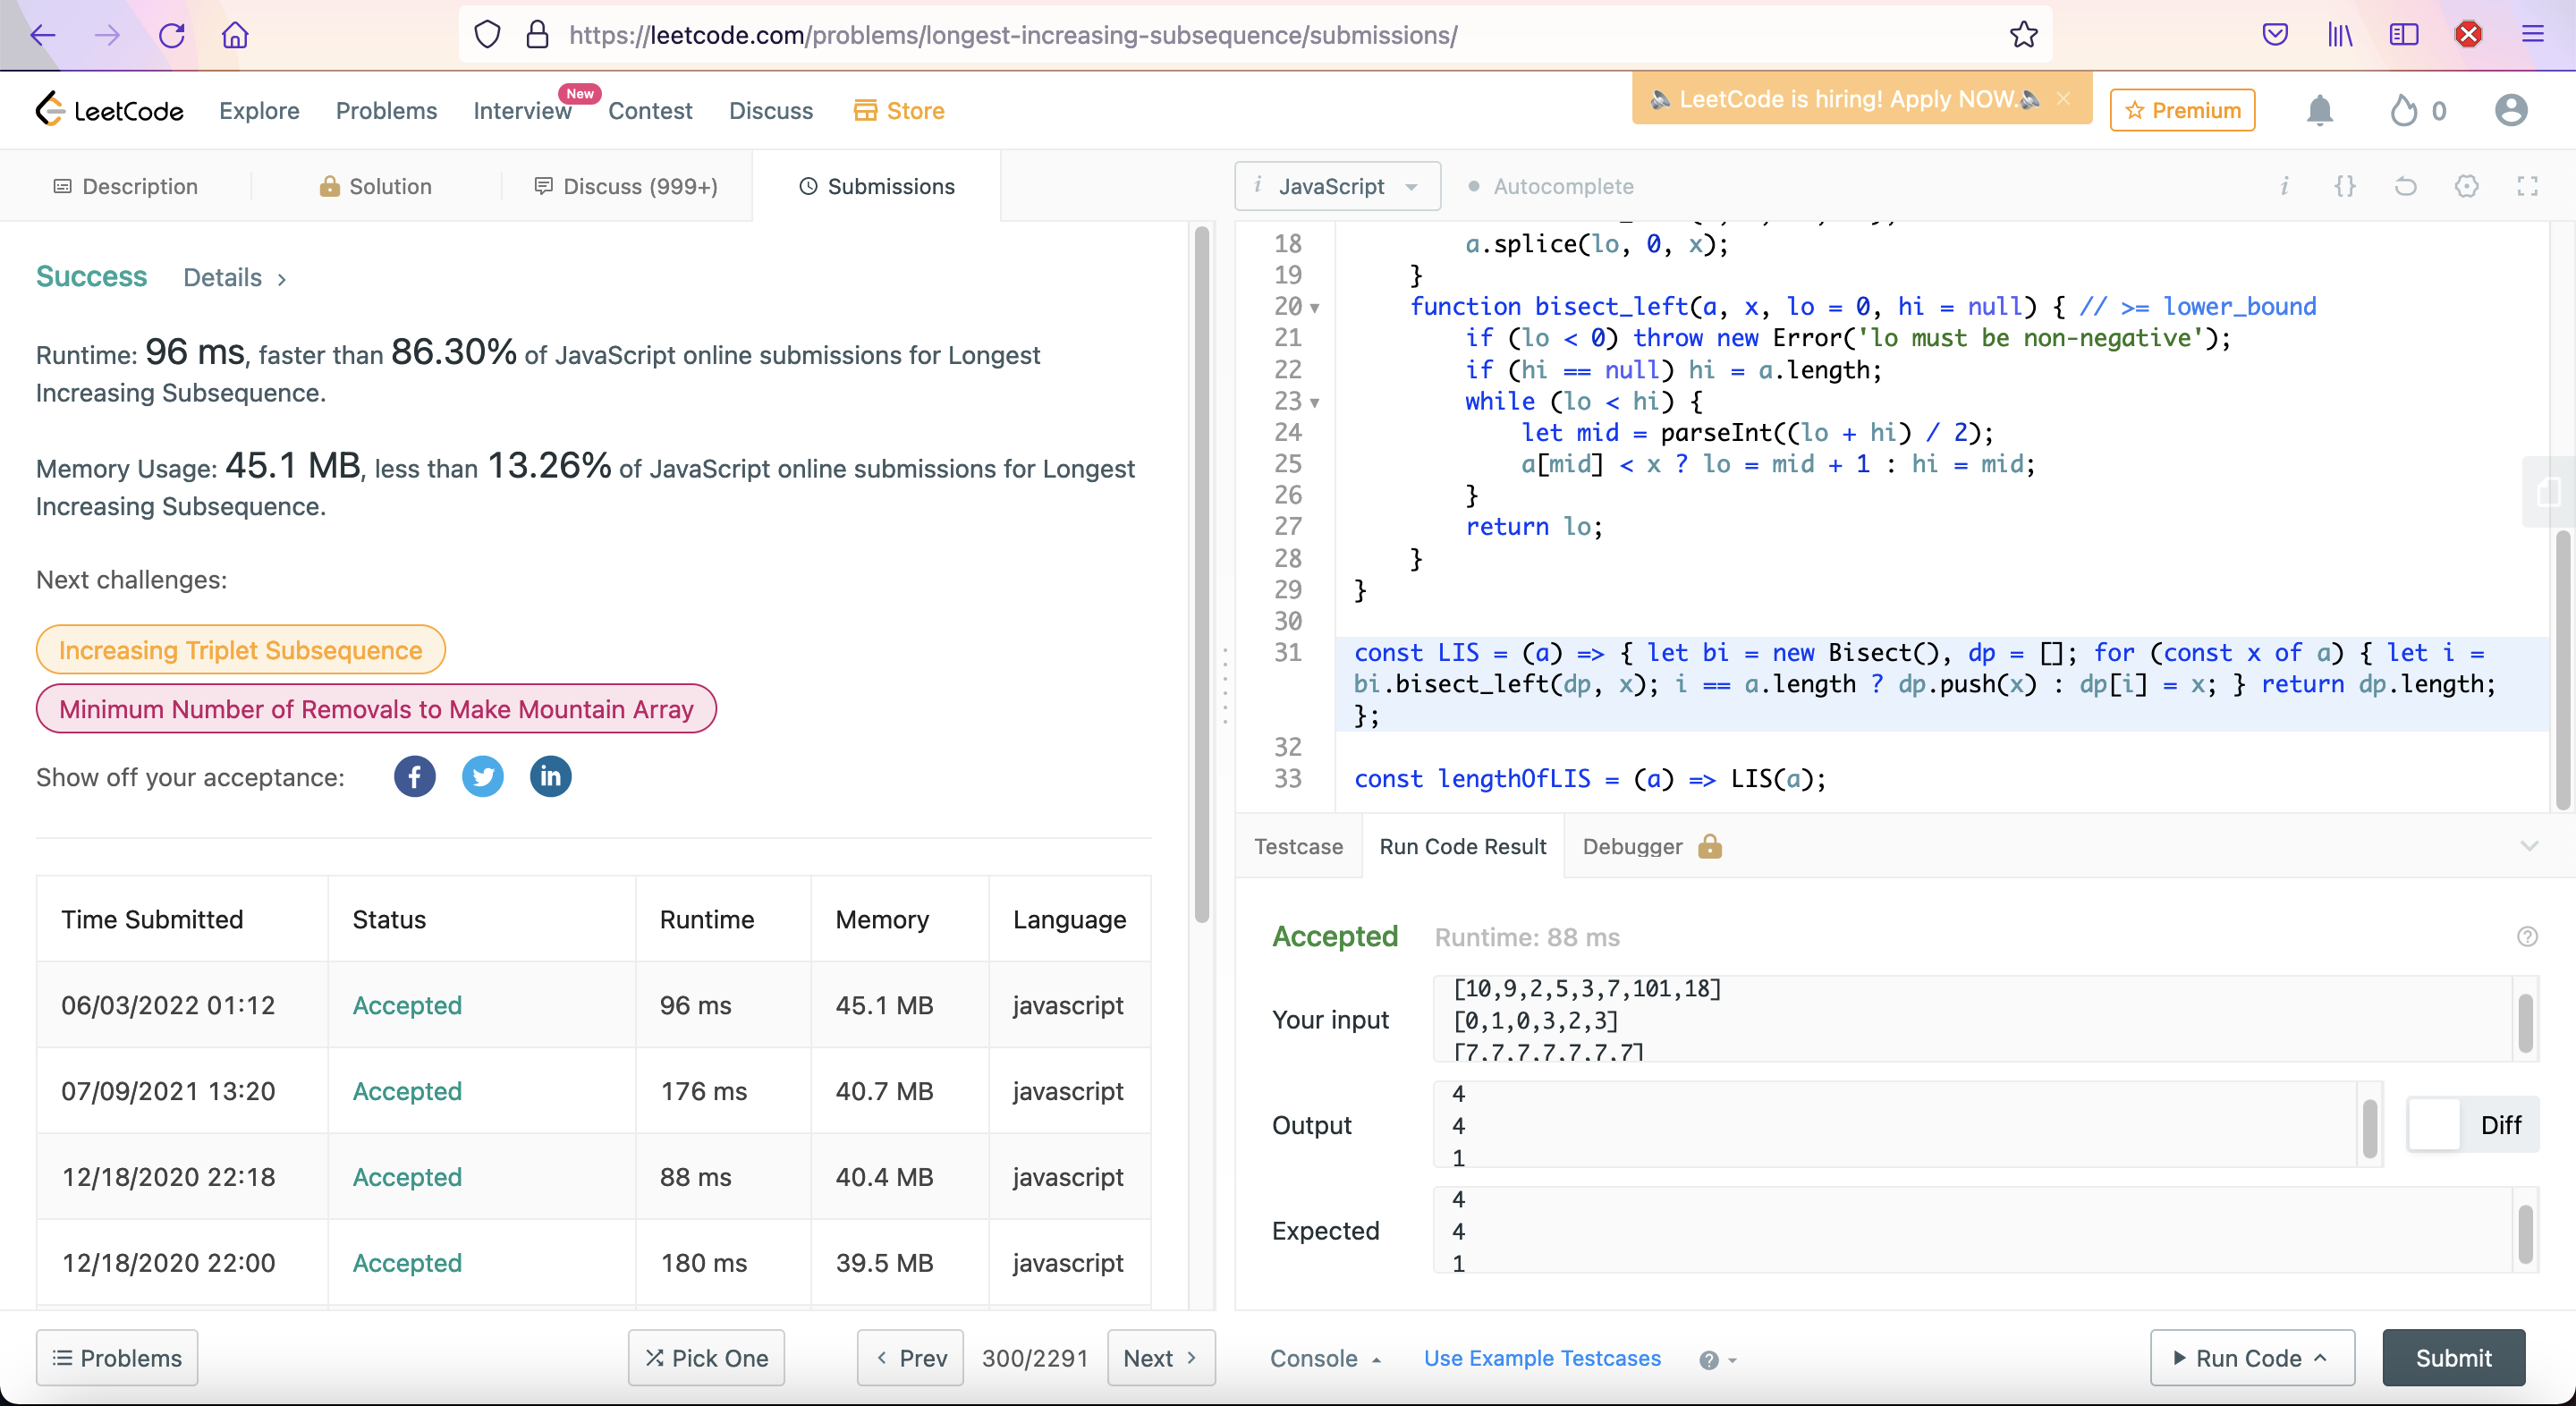 https://leetcode.com/problems/longest-increasing-subsequence/submissions/
LeetCode
Explore
Problems
Interview
New
Contest
Discuss
Store
LeetCode is hiring! Apply NOW.
Premium
0
Description
Solution
Discuss (999+)
Submissions
i JavaScript
Autocomplete
Success Details >
Runtime: 96 ms, faster than 86.30% of JavaScript online submissions for Longest
Increasing Subsequence.
Memory Usage: 45.1 MB, less than 13.26% of JavaScript online submissions for Longest
Increasing Subsequence.
Next challenges:
Increasing Triplet Subsequence
Minimum Number of Removals to Make Mountain Array
Show off your acceptance:
Time Submitted Status Runtime Memory Language
06/03/2022 01:12 Accepted 96 ms 45.1 MB javascript
07/09/2021 13:20 Accepted 176 ms 40.7 MB javascript
12/18/2020 22:18 Accepted 88 ms 40.4 MB javascript
12/18/2020 22:00 Accepted 180 ms 39.5 MB javascript
Problems
Pick One
< Prev
300/2291
Next >
18 a.splice(lo, 0, x);
19 }
20 function bisect_left(a, x, lo = 0, hi = null) { // >= lower_bound
21 if (lo < 0) throw new Error('lo must be non-negative');
22 if (hi == null) hi = a.length;
23 while (lo < hi) {
24 let mid = parseInt((lo + hi) / 2);
25 a[mid] < x ? lo = mid + 1 : hi = mid;
26 }
27 return lo;
28 }
29 }
30
31 const LIS = (a) => { let bi = new Bisect(), dp = []; for (const x of a) { let i =
bi.bisect_left(dp, x); i == a.length ? dp.push(x) : dp[i] = x; } return dp.length;
};
32
33 const lengthOfLIS = (a) => LIS(a);
Testcase
Run Code Result
Debugger
Accepted Runtime: 88 ms
Your input
[10,9,2,5,3,7,101,18]
[0,1,0,3,2,3]
[7,7,7,7,7,7,7]
Output
4
4
1
Diff
Expected
4
4
1
Console
Use Example Testcases
Run Code
Submit